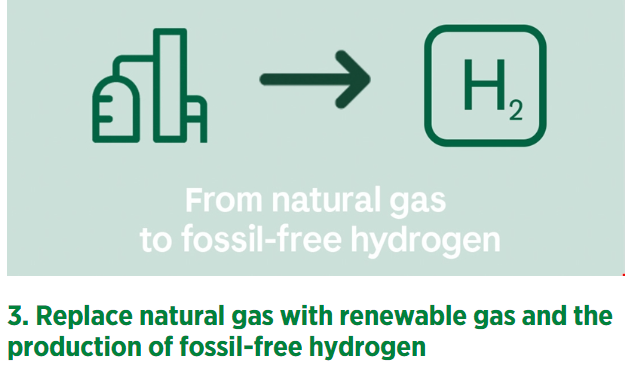 H2
From natural gas
to fossil-free hydrogen
3. Replace natural gas with renewable gas and the
production of fossil-free hydrogen